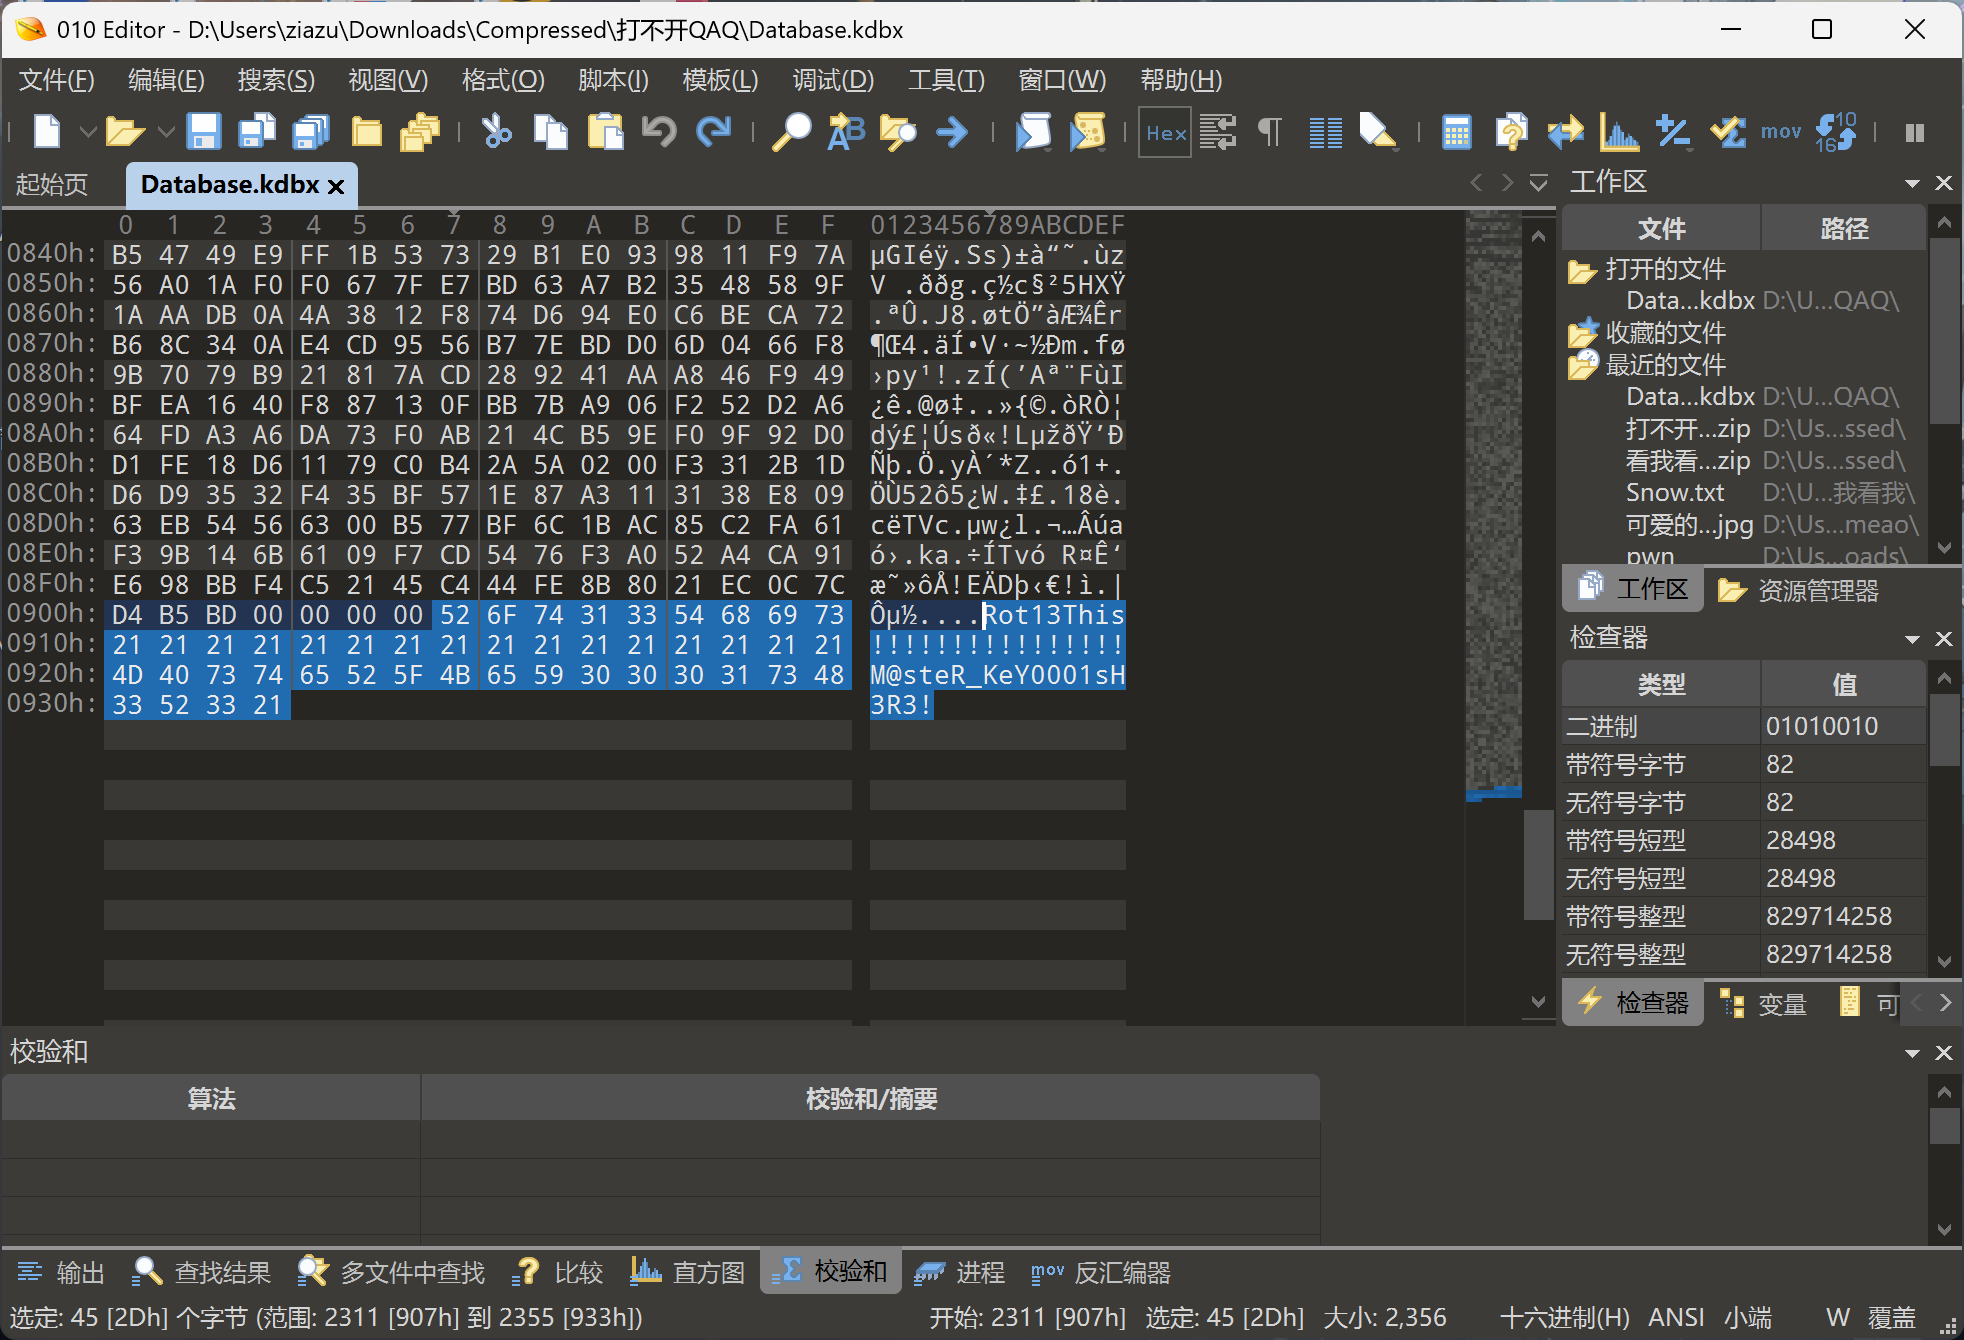 010 Editor - D:\Users\ziazu\Downloads\Compressed\打不开QAQ\Database.kdbx
文件(F) 编辑(E) 搜索(S) 视图(V) 格式(O) 脚本(I) 模板(L) 调试(D) 工具(T) 窗口(W) 帮助(H)
Hex mov 10 16
起始页 Database.kdbx
0 1 2 3 4 5 6 7 8 9 A B C D E F 0123456789ABCDEF
0840h: B5 47 49 E9 FF 1B 53 73 29 B1 E0 93 98 11 F9 7A µGIéÿ.Ss)±à“˜.ùz
0850h: 56 A0 1A F0 F0 67 7F E7 BD 63 A7 B2 35 48 58 9F V .ððg.ç½c§²5HXŸ
0860h: 1A AA DB 0A 4A 38 12 F8 74 D6 94 E0 C6 BE CA 72 .ªÛ.J8.øtÖ”àÆ¾Êr
0870h: B6 8C 34 0A E4 CD 95 56 B7 7E BD D0 6D 04 66 F8 ¶Œ4.äÍ•V·~½Ðm.fø
0880h: 9B 70 79 B9 21 81 7A CD 28 92 41 AA A8 46 F9 49 ›py¹!.zÍ(’Aª¨FùI
0890h: BF EA 16 40 F8 87 13 0F BB 7B A9 06 F2 52 D2 A6 ¿ê.@ø‡..»{©.òRÒ¦
08A0h: 64 FD A3 A6 DA 73 F0 AB 21 4C B5 9E F0 9F 92 D0 dý£¦Úsð«!LµžðŸ’Ð
08B0h: D1 FE 18 D6 11 79 C0 B4 2A 5A 02 00 F3 31 2B 1D Ñþ.Ö.yÀ´*Z..ó1+.
08C0h: D6 D9 35 32 F4 35 BF 57 1E 87 A3 11 31 38 E8 09 ÖÙ52ô5¿W.‡£.18è.
08D0h: 63 EB 54 56 63 00 B5 77 BF 6C 1B AC 85 C2 FA 61 cëTVc.µw¿l.¬…Âúa
08E0h: F3 9B 14 6B 61 09 F7 CD 54 76 F3 A0 52 A4 CA 91 ó›.ka.÷ÍTvó R¤Ê‘
08F0h: E6 98 BB F4 C5 21 45 C4 44 FE 8B 80 21 EC 0C 7C æ˜»ôÅ!EÄDþ‹€!ì.|
0900h: D4 B5 BD 00 00 00 00 52 6F 74 31 33 54 68 69 73 Ôµ½....Rot13This
0910h: 21 21 21 21 21 21 21 21 21 21 21 21 21 21 21 21 !!!!!!!!!!!!!!!!
0920h: 4D 40 73 74 65 52 5F 4B 65 59 30 30 30 31 73 48 M@steR_KeY0001sH
0930h: 33 52 33 21 3R3!
工作区
文件 路径
打开的文件
Data...kdbx D:\U...QAQ\
收藏的文件
最近的文件
Data...kdbx D:\U...QAQ\
打不开...zip D:\Us...ssed\
看我看...zip D:\Us...ssed\
Snow.txt D:\U...我看我\
可爱的...jpg D:\Us...meao\
pwn D:\Us...oads\
工作区 资源管理器
检查器
类型 值
二进制 01010010
带符号字节 82
无符号字节 82
带符号短型 28498
无符号短型 28498
带符号整型 829714258
无符号整型 829714258
检查器 变量 可
校验和
算法 校验和/摘要
输出 查找结果 多文件中查找 比较 直方图 校验和 进程 mov 反汇编器
选定: 45 [2Dh] 个字节 (范围: 2311 [907h] 到 2355 [933h]) 开始: 2311 [907h] 选定: 45 [2Dh] 大小: 2,356 十六进制(H) ANSI 小端 W 覆盖